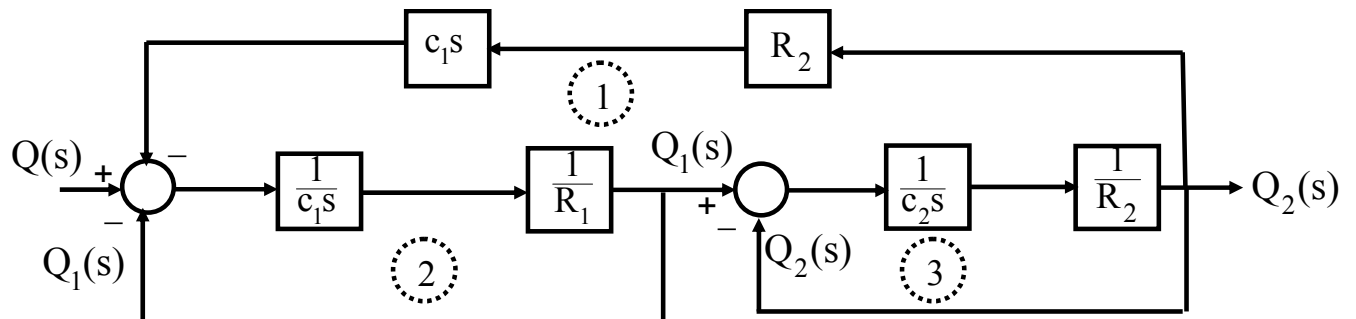 c₁s
R₂
1
Q(s)
+
−
−
1
c₁s
1
R₁
Q₁(s)
+
−
1
c₂s
1
R₂
Q₂(s)
Q₁(s)
2
Q₂(s)
3